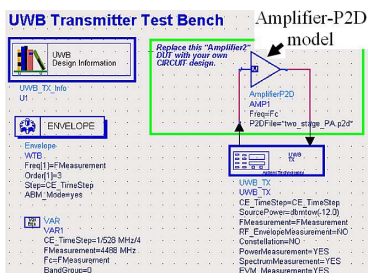 UWB Transmitter Test Bench
Amplifier-P2D
model
UWB
Design Information
UWB_TX_Info
U1
ENVELOPE
Envelope
WTB
Freq[1]=FMeasurement
Order[1]=3
Step=CE_TimeStep
ABM_Mode=yes
VAR
VAR1
CE_TimeStep=1/528 MHz/4
FMeasurement=4488 MHz
Fc=FMeasurement
BandGroup=0
Replace this "Amplifier2"
DUT with your own
CIRCUIT design.
AmplifierP2D
AMP1
Freq=Fc
P2DFile="two_stage_PA.p2d"
UWB
TX
UWB_TX
UWB_TX
CE_TimeStep=CE_TimeStep
SourcePower=dbmtow(-12.0)
FMeasurement=FMeasurement
RF_EnvelopeMeasurement=NO
Constellation=NO
PowerMeasurement=YES
SpectrumMeasurement=YES
EVM_Measurement=YES